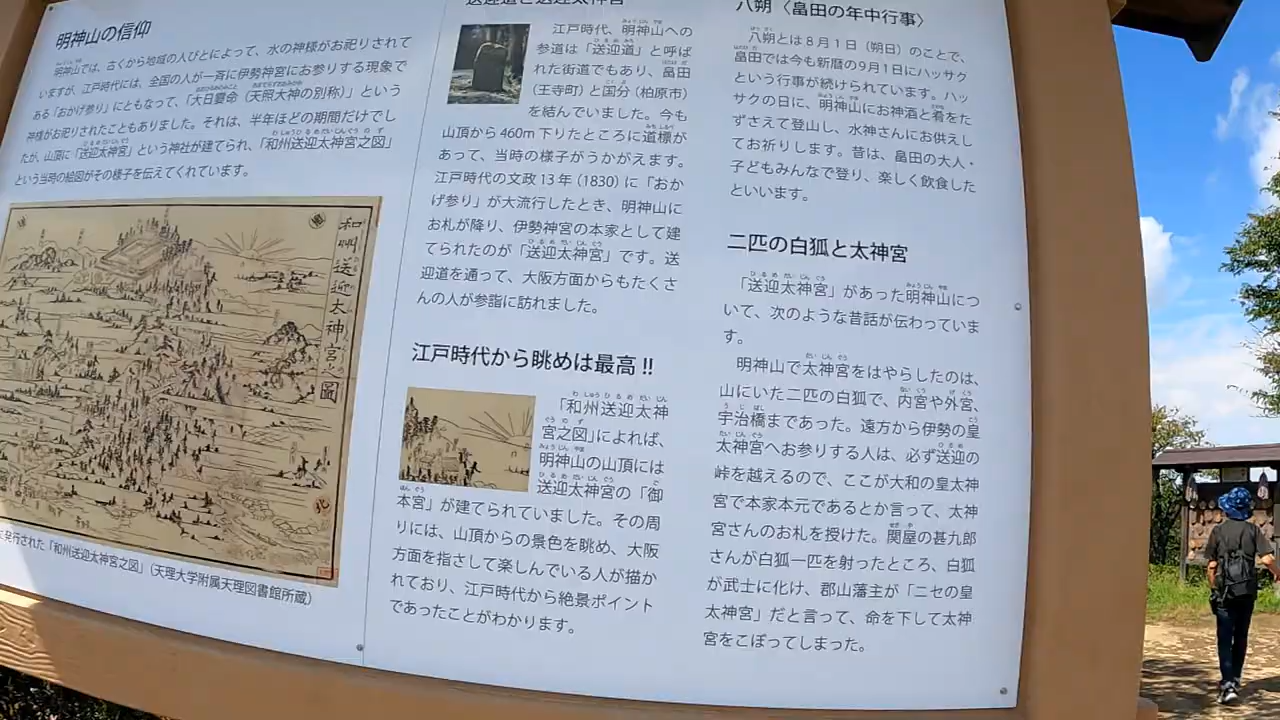 明神山の信仰
明神山では、古くから地域の人びとによって、水の神様がお祀りされて
いますが、江戸時代には、全国の人が一斉に伊勢神宮にお参りする現象で
ある「おかげ参り」にともなって、「大日孁命（天照大神の別称）」という
神様がお祀りされたこともありました。それは、半年ほどの期間だけでし
たが、山頂に「送迎太神宮」という神社が建てられ、「和州送迎太神宮之図」
という当時の絵図がその様子を伝えてくれています。
和州送迎太神宮之圖
発行された「和州送迎太神宮之図」（天理大学附属天理図書館所蔵）
送迎道と送迎太神宮
江戸時代、明神山への
参道は「送迎道」と呼ば
れた街道でもあり、畠田
（王寺町）と国分（柏原市）
を結んでいました。今も
山頂から460m下りたところに道標が
あって、当時の様子がうかがえます。
江戸時代の文政13年（1830）に「おか
げ参り」が大流行したとき、明神山に
お札が降り、伊勢神宮の本家として建
てられたのが「送迎太神宮」です。送
迎道を通って、大阪方面からもたくさ
んの人が参詣に訪れました。
江戸時代から眺めは最高!!
「和州送迎太神
宮之図」によれば、
明神山の山頂には
送迎太神宮の「御
本宮」が建てられていました。その周
りには、山頂からの景色を眺め、大阪
方面を指さして楽しんでいる人が描か
れており、江戸時代から絶景ポイント
であったことがわかります。
八朔〈畠田の年中行事〉
八朔とは8月1日（朔日）のことで、
畠田では今も新暦の9月1日にハッサク
という行事が続けられています。ハッ
サクの日に、明神山にお神酒と肴をた
ずさえて登山し、水神さんにお供えし
てお祈りします。昔は、畠田の大人・
子どもみんなで登り、楽しく飲食した
といいます。
二匹の白狐と太神宮
「送迎太神宮」があった明神山につ
いて、次のような昔話が伝わっていま
す。
明神山で太神宮をはやらしたのは、
山にいた二匹の白狐で、内宮や外宮、
宇治橋まであった。遠方から伊勢の皇
太神宮へお参りする人は、必ず送迎の
峠を越えるので、ここが大和の皇太神
宮で本家本元であるとか言って、太神
宮さんのお札を授けた。関屋の甚九郎
さんが白狐一匹を射ったところ、白狐
が武士に化け、郡山藩主が「ニセの皇
太神宮」だと言って、命を下して太神
宮をこぼってしまった。